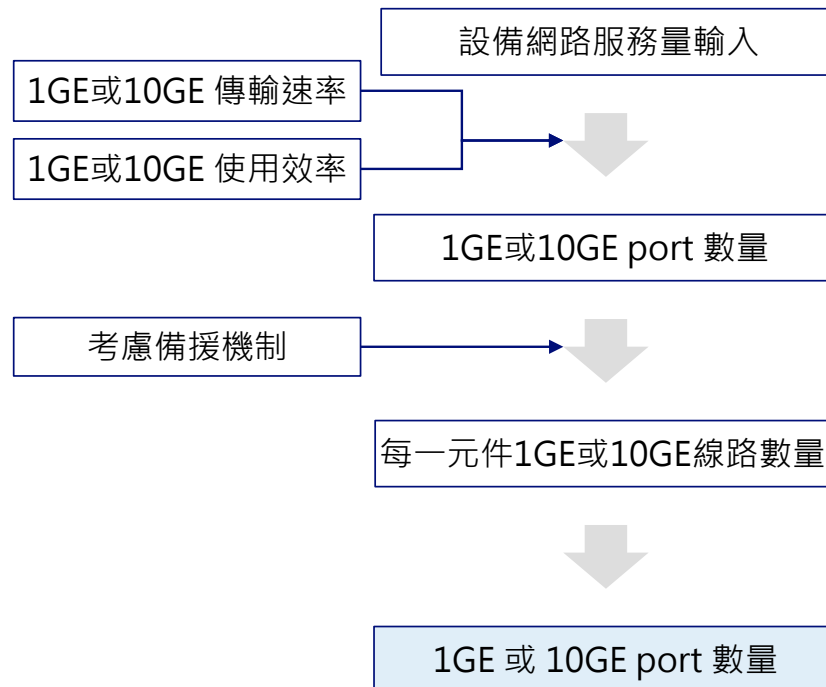 設備網路服務量輸入
1GE或10GE 傳輸速率
1GE或10GE 使用效率
1GE或10GE port 數量
考慮備援機制
每一元件1GE或10GE線路數量
1GE 或 10GE port 數量